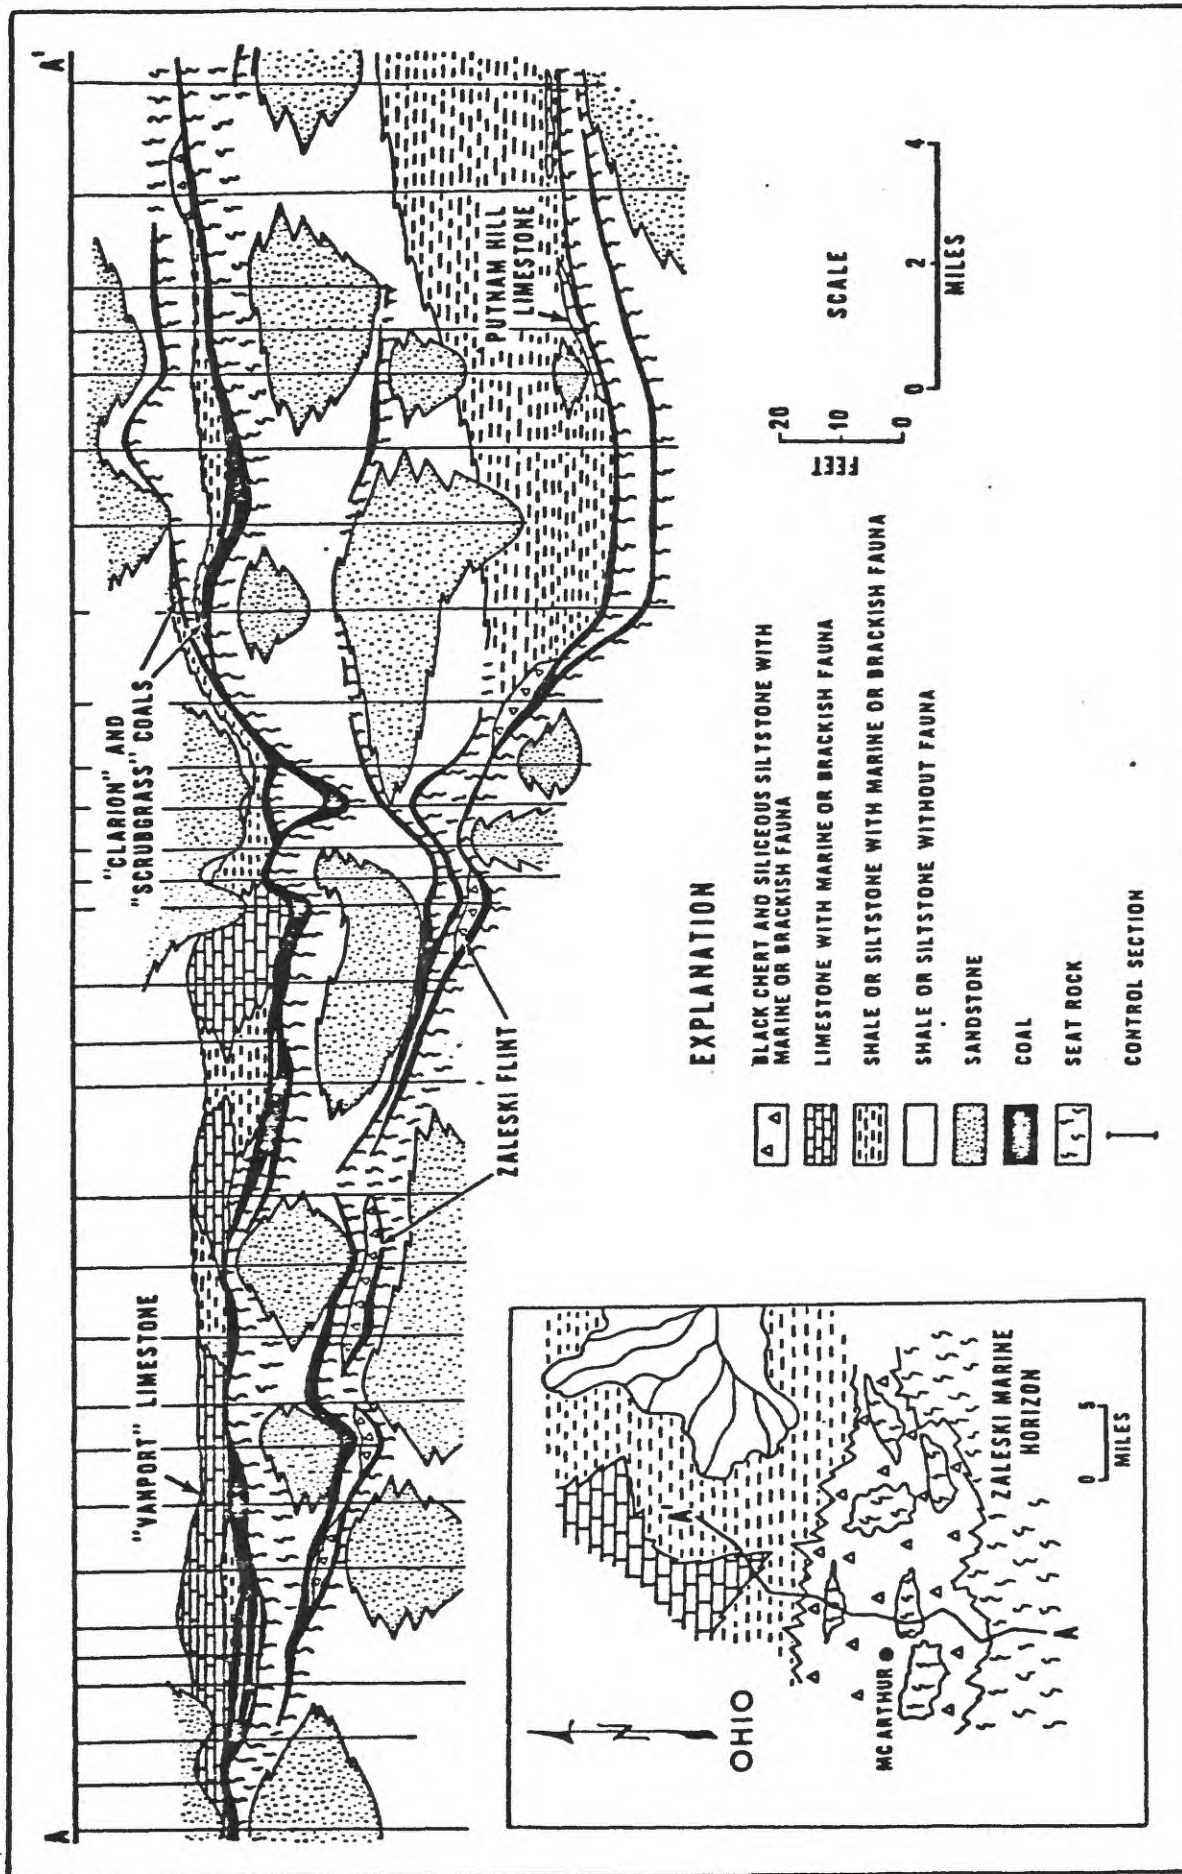 A
A'
"VANPORT" LIMESTONE
"CLARION" AND
"SCRUBGRASS" COALS
PUTNAM HILL
LIMESTONE
ZALESKI FLINT
EXPLANATION
BLACK CHERT AND SILICEOUS SILTSTONE WITH
MARINE OR BRACKISH FAUNA
LIMESTONE WITH MARINE OR BRACKISH FAUNA
SHALE OR SILTSTONE WITH MARINE OR BRACKISH FAUNA
SHALE OR SILTSTONE WITHOUT FAUNA
SANDSTONE
COAL
SEAT ROCK
CONTROL SECTION
20
10
0
FEET
SCALE
0 2 4
MILES
N
OHIO
MCARTHUR
A'
A
ZALESKI MARINE
HORIZON
0 5
MILES